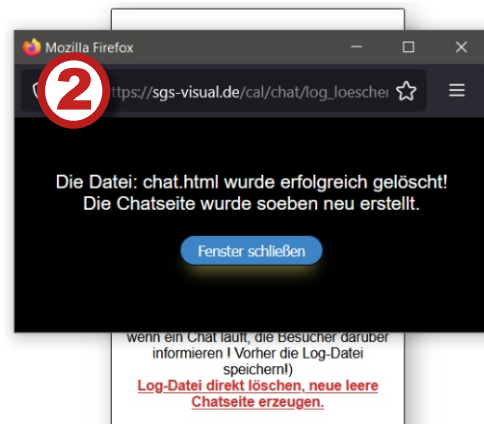 Mozilla Firefox
2
ttps://sgs-visual.de/cal/chat/log_loeschen
Die Datei: chat.html wurde erfolgreich gelöscht!
Die Chatseite wurde soeben neu erstellt.
Fenster schließen
wenn ein Chat läuft, die Besucher darüber
informieren ! Vorher die Log-Datei
speichern!)
Log-Datei direkt löschen, neue leere
Chatseite erzeugen.